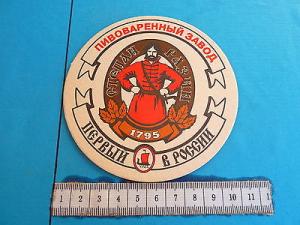 ПИВОВАРЕННЫЙ ЗАВОД
СТЕПАН РАЗИН
1795
ПЕРВЫЙ В РОССИИ
1 2 3 4 5 6 7 8 9 10 11